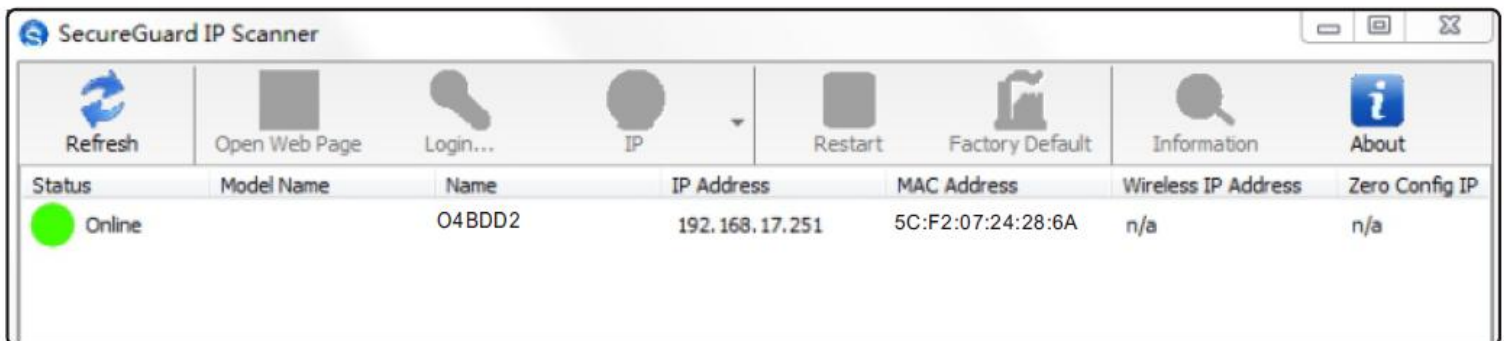 SecureGuard IP Scanner
Refresh Open Web Page Login... IP Restart Factory Default Information About
Status Model Name Name IP Address MAC Address Wireless IP Address Zero Config IP
Online O4BDD2 192.168.17.251 5C:F2:07:24:28:6A n/a n/a